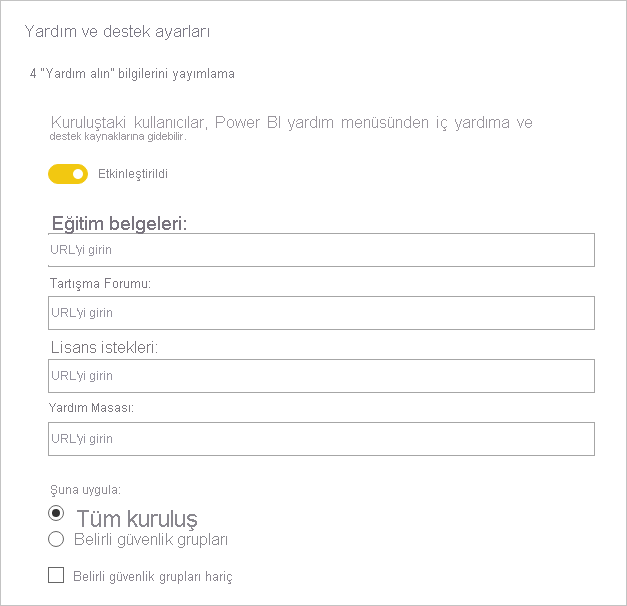 Yardım ve destek ayarları
4 "Yardım alın" bilgilerini yayımlama
Kuruluştaki kullanıcılar, Power BI yardım menüsünden iç yardıma ve
destek kaynaklarına gidebilir.
Etkinleştirildi
Eğitim belgeleri:
URL'yi girin
Tartışma Forumu:
URL'yi girin
Lisans istekleri:
URL'yi girin
Yardım Masası:
URL'yi girin
Şuna uygula:
Tüm kuruluş
Belirli güvenlik grupları
Belirli güvenlik grupları hariç